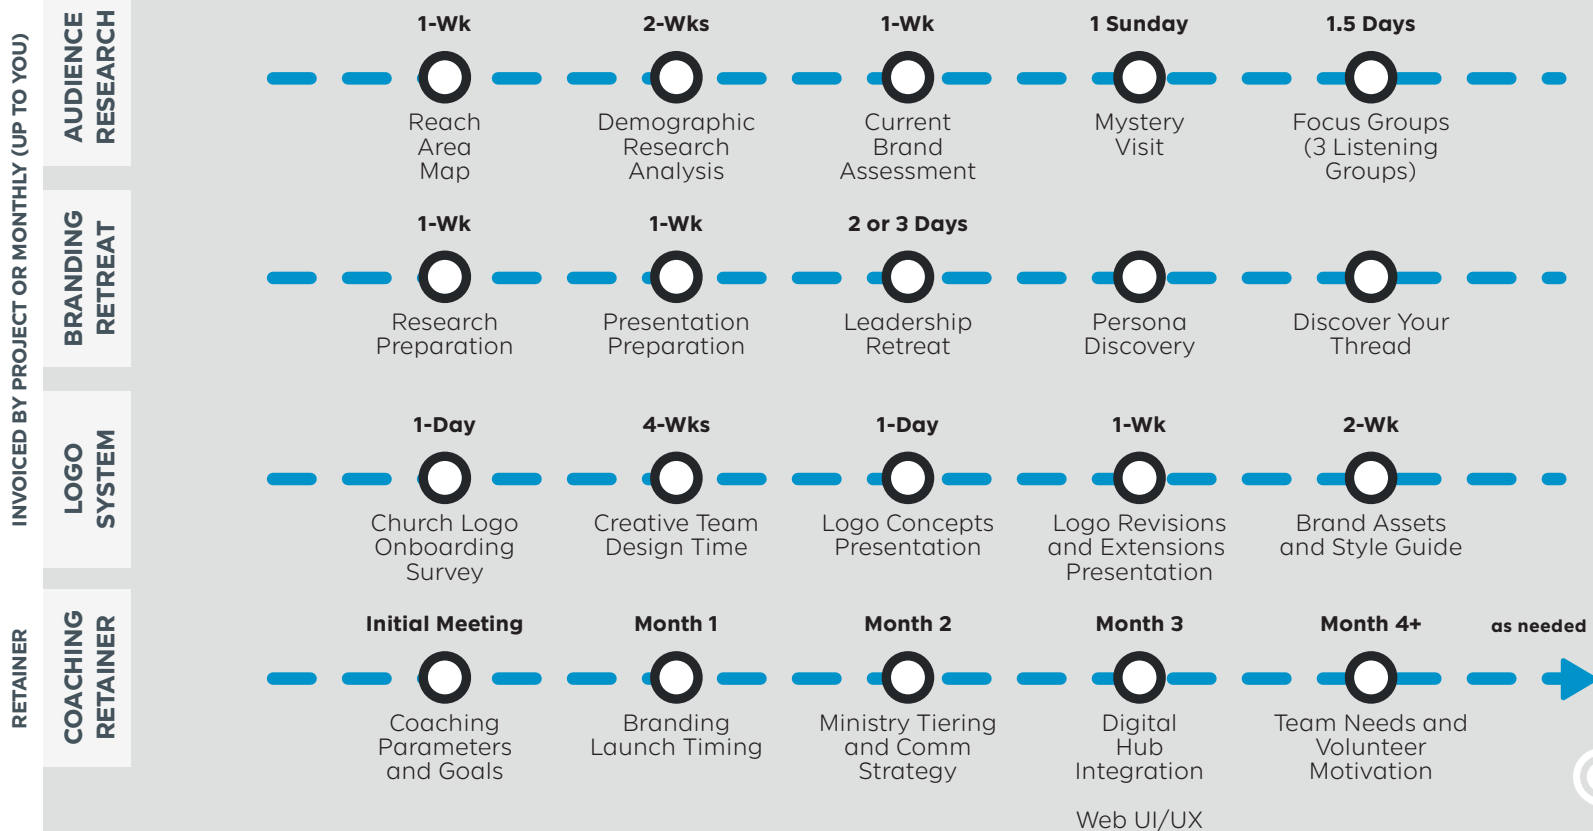 INVOICED BY PROJECT OR MONTHLY (UP TO YOU)
RETAINER
AUDIENCE
RESEARCH
1-Wk
Reach
Area
Map
2-Wks
Demographic
Research
Analysis
1-Wk
Current
Brand
Assessment
1 Sunday
Mystery
Visit
1.5 Days
Focus Groups
(3 Listening
Groups)
BRANDING
RETREAT
1-Wk
Research
Preparation
1-Wk
Presentation
Preparation
2 or 3 Days
Leadership
Retreat
Persona
Discovery
Discover Your
Thread
LOGO
SYSTEM
1-Day
Church Logo
Onboarding
Survey
4-Wks
Creative Team
Design Time
1-Day
Logo Concepts
Presentation
1-Wk
Logo Revisions
and Extensions
Presentation
2-Wk
Brand Assets
and Style Guide
COACHING
RETAINER
Initial Meeting
Coaching
Parameters
and Goals
Month 1
Branding
Launch Timing
Month 2
Ministry Tiering
and Comm
Strategy
Month 3
Digital
Hub
Integration
Web UI/UX
Month 4+
Team Needs and
Volunteer
Motivation
as needed